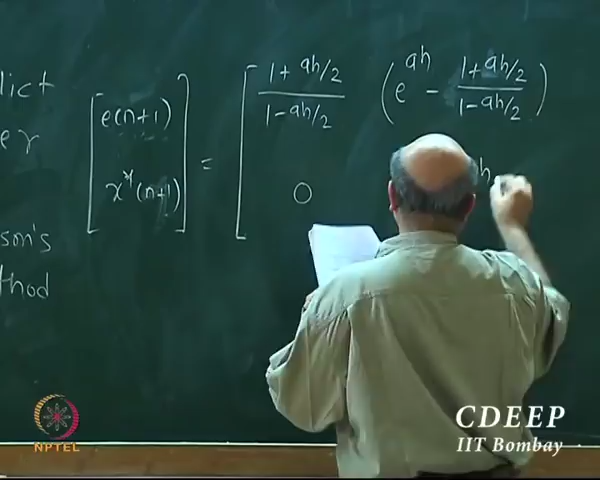 lict
er
son's
thod
[e(n+1) x*(n+1)] = [(1 + ah/2)/(1 - ah/2) (e^{ah} - (1 + ah/2)/(1 - ah/2))
0 h
NPTEL
CDEEP
IIT Bombay